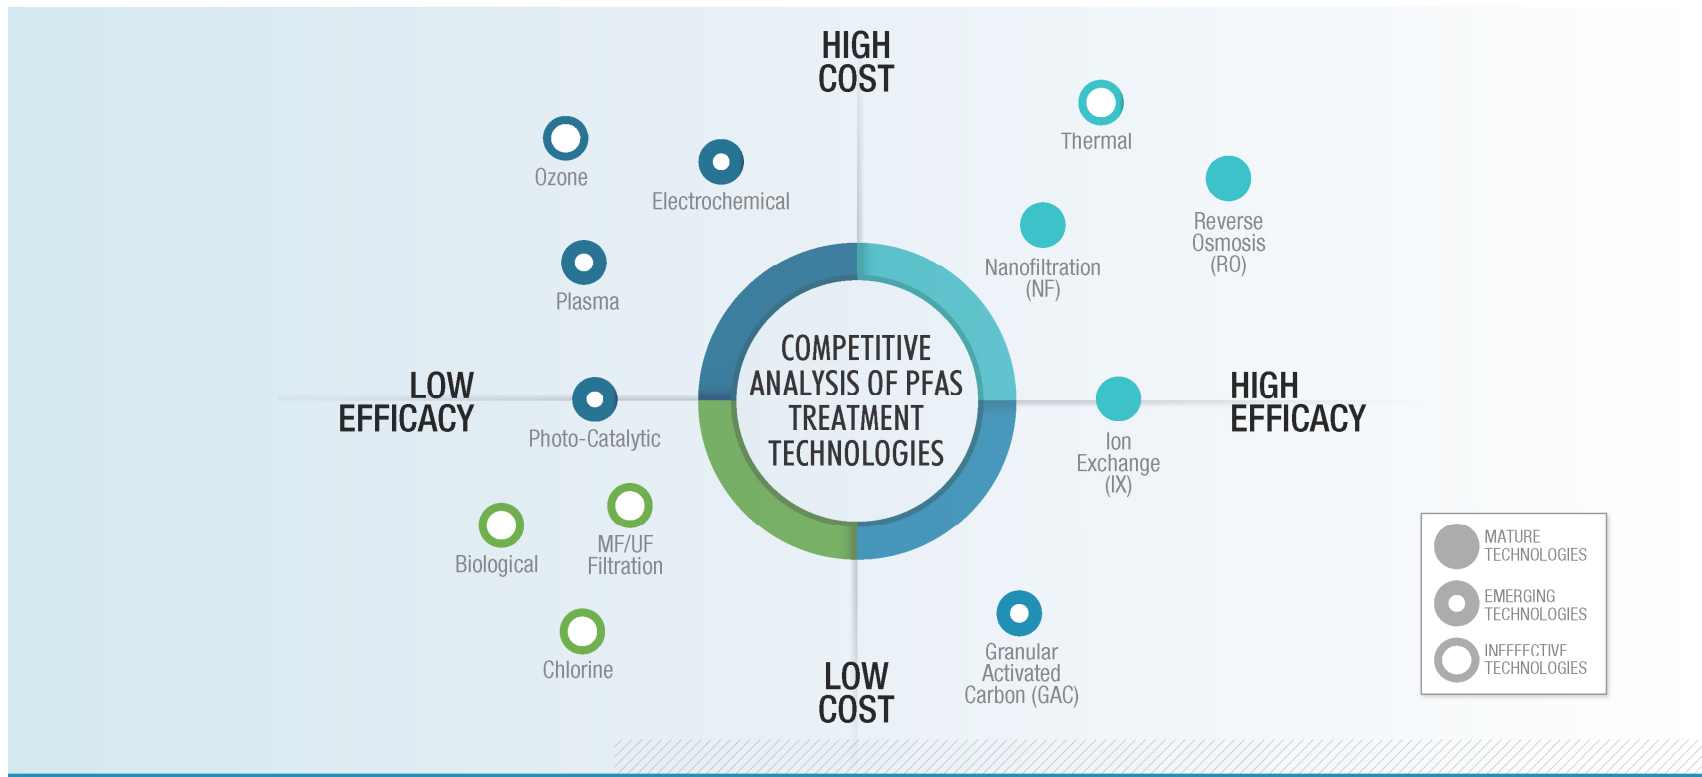 HIGH
COST
Thermal
Ozone
Electrochemical
Reverse
Osmosis
(RO)
Nanofiltration
(NF)
Plasma
COMPETITIVE
ANALYSIS OF PFAS
TREATMENT
TECHNOLOGIES
LOW
EFFICACY
HIGH
EFFICACY
Photo-Catalytic
Ion
Exchange
(IX)
Biological
MF/UF
Filtration
Chlorine
Granular
Activated
Carbon (GAC)
LOW
COST
MATURE
TECHNOLOGIES
EMERGING
TECHNOLOGIES
INEFFECTIVE
TECHNOLOGIES